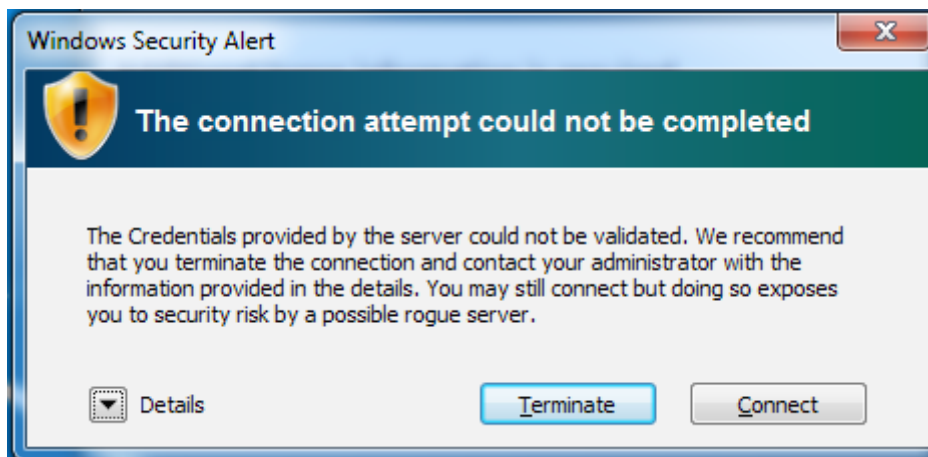 Windows Security Alert
The connection attempt could not be completed
The Credentials provided by the server could not be validated. We recommend
that you terminate the connection and contact your administrator with the
information provided in the details. You may still connect but doing so exposes
you to security risk by a possible rogue server.
Details
Terminate
Connect